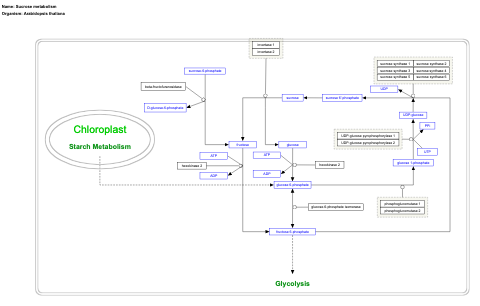 Name: Sucrose metabolism
Organism: Arabidopsis thaliana
invertase 1
invertase 2
sucrose synthase 1
sucrose synthase 2
sucrose synthase 3
sucrose synthase 4
sucrose synthase 5
sucrose synthase 6
sucrose-6-phosphate
beta-fructofuranosidase
UDP
D-glucose-6-phosphate
sucrose
sucrose 6-phosphate
UDP-glucose
PPi
Chloroplast
Starch Metabolism
UDP-glucose pyrophosphorylase 1
UDP-glucose pyrophosphorylase 2
fructose
glucose
ATP
ATP
UTP
hexokinase 2
hexokinase 2
glucose-1-phosphate
ADP
ADP
glucose-6-phosphate
phosphoglucomutase 1
phosphoglucomutase 2
glucose-6-phosphate isomerase
fructose-6-phosphate
Glycolysis